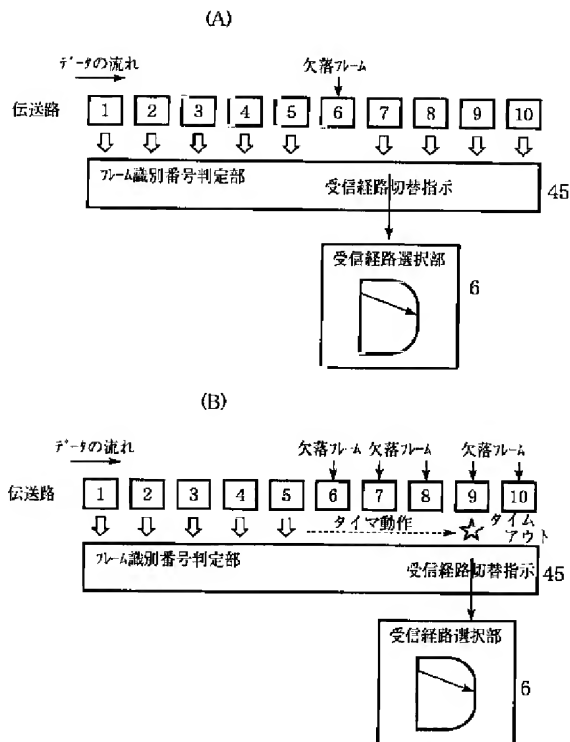 (A)
データの流れ
欠落フレーム
伝送路 1 2 3 4 5 6 7 8 9 10
フレーム識別番号判定部 受信経路切替指示 45
受信経路選択部
6
(B)
データの流れ
欠落フレーム 欠落フレーム 欠落フレーム
伝送路 1 2 3 4 5 6 7 8 9 10
タイマ動作 タイム
アウト
フレーム識別番号判定部 受信経路切替指示 45
受信経路選択部
6